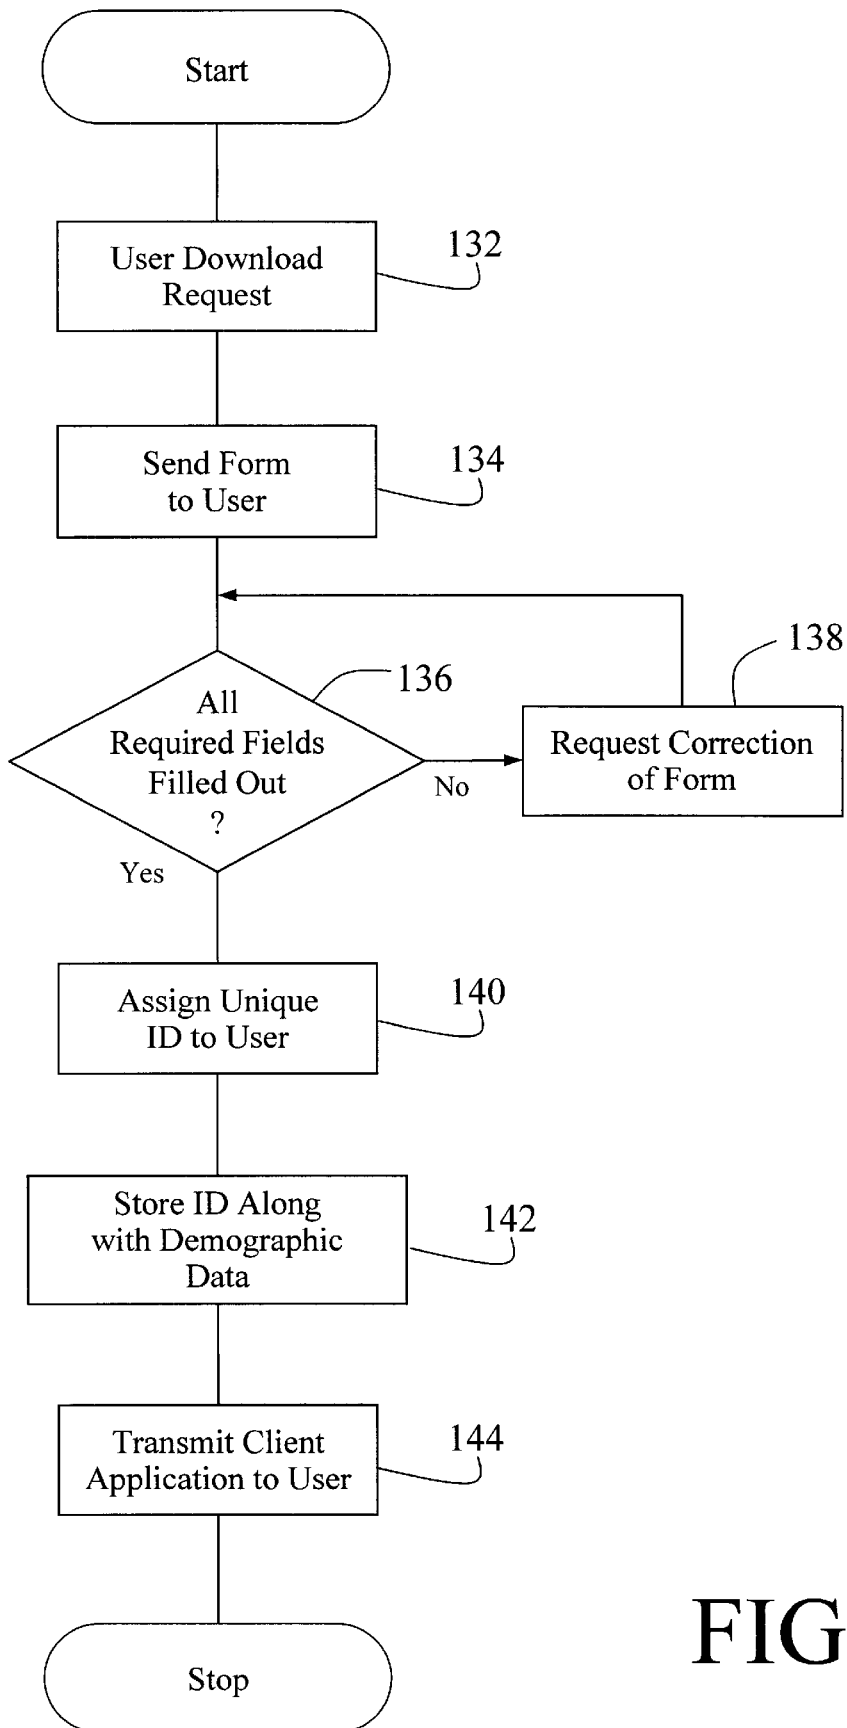 Start
User Download
Request
132
Send Form
to User
134
All
Required Fields
Filled Out
?
136
No
Request Correction
of Form
138
Yes
Assign Unique
ID to User
140
Store ID Along
with Demographic
Data
142
Transmit Client
Application to User
144
Stop
FIG